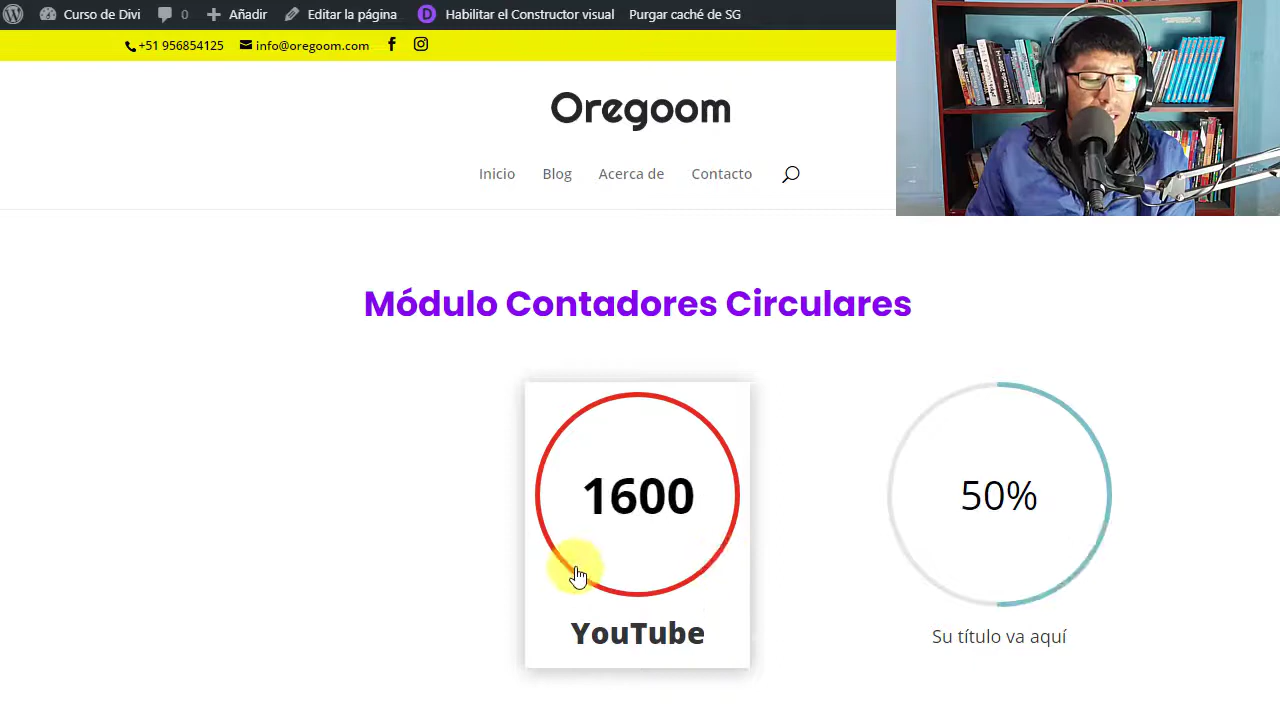 Curso de Divi 0 Añadir Editar la página Habilitar el Constructor visual Purgar caché de SG
+51 956854125 info@oregoom.com
Oregoom
Inicio Blog Acerca de Contacto
Módulo Contadores Circulares
1600
50%
YouTube
Su título va aquí